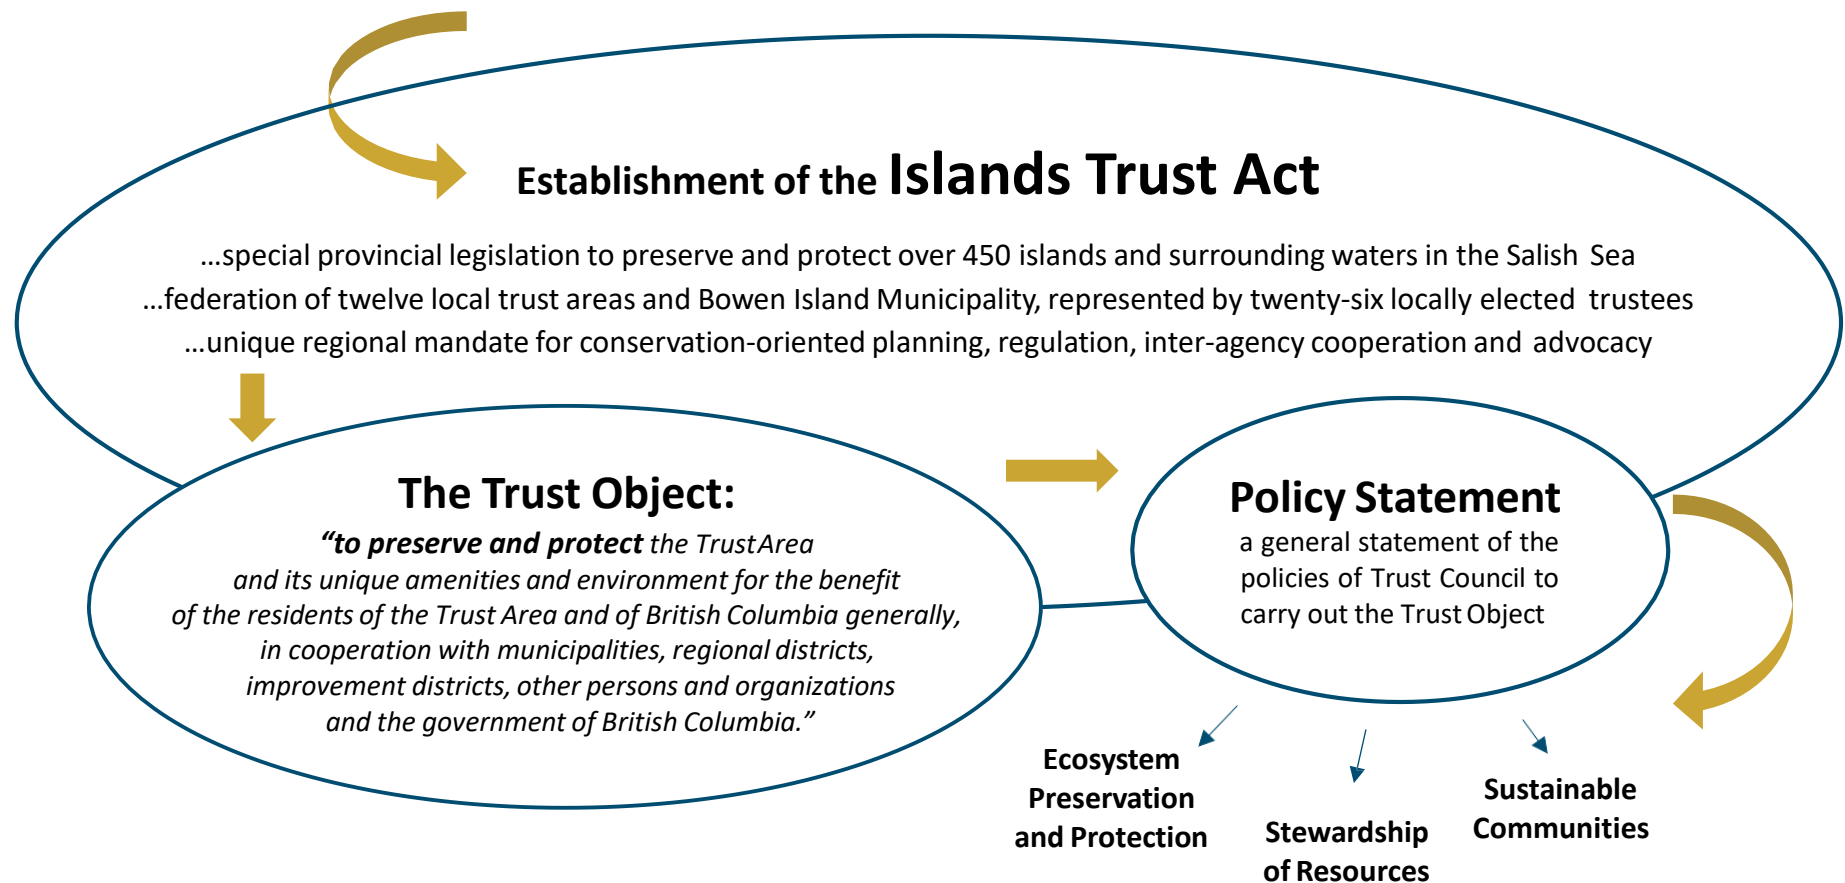 Establishment of the Islands Trust Act
...special provincial legislation to preserve and protect over 450 islands and surrounding waters in the Salish Sea
...federation of twelve local trust areas and Bowen Island Municipality, represented by twenty-six locally elected trustees
...unique regional mandate for conservation-oriented planning, regulation, inter-agency cooperation and advocacy
The Trust Object:
“to preserve and protect the Trust Area
and its unique amenities and environment for the benefit
of the residents of the Trust Area and of British Columbia generally,
in cooperation with municipalities, regional districts,
improvement districts, other persons and organizations
and the government of British Columbia.”
Policy Statement
a general statement of the
policies of Trust Council to
carry out the Trust Object
Ecosystem
Preservation
and Protection
Stewardship
of Resources
Sustainable
Communities